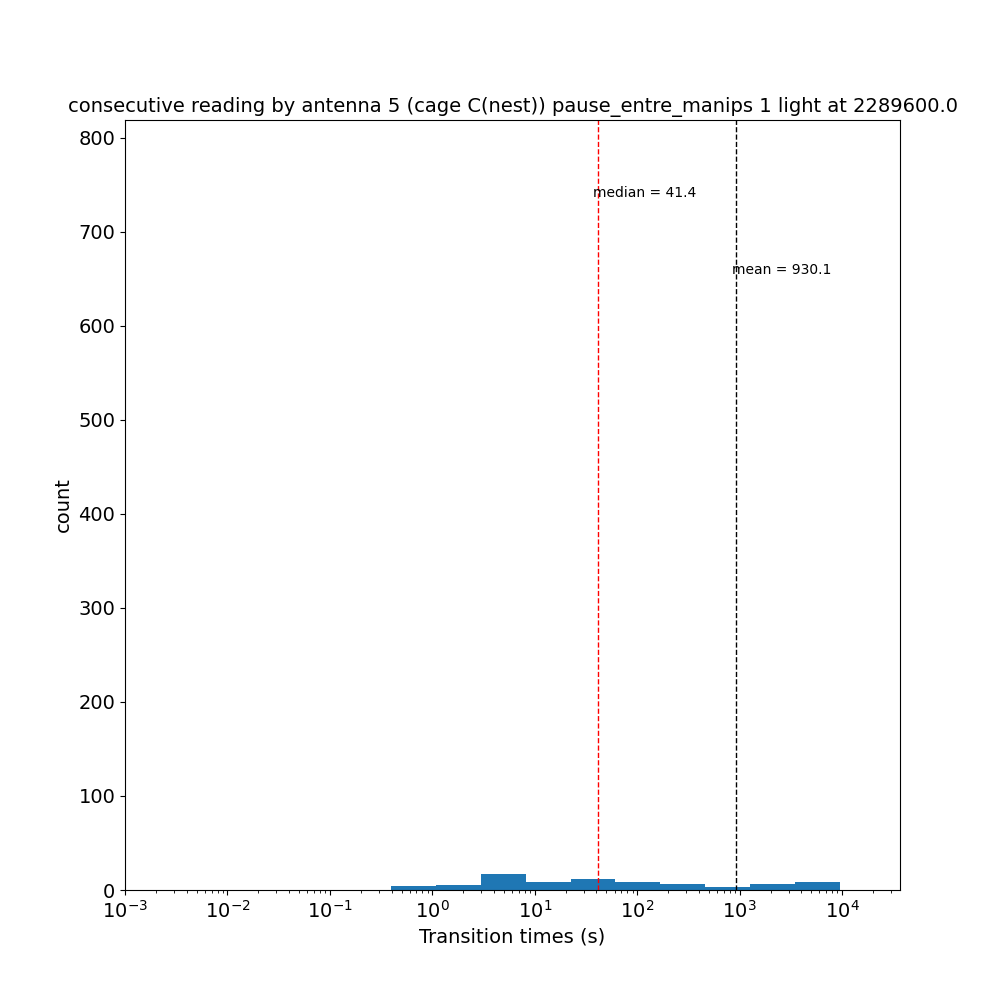 consecutive reading by antenna 5 (cage C(nest)) pause_entre_manips 1 light at 2289600.0
800
median = 41.4
700
mean = 930.1
600
500
count
400
300
200
100
0
10⁻³ 10⁻² 10⁻¹ 10⁰ 10¹ 10² 10³ 10⁴
Transition times (s)